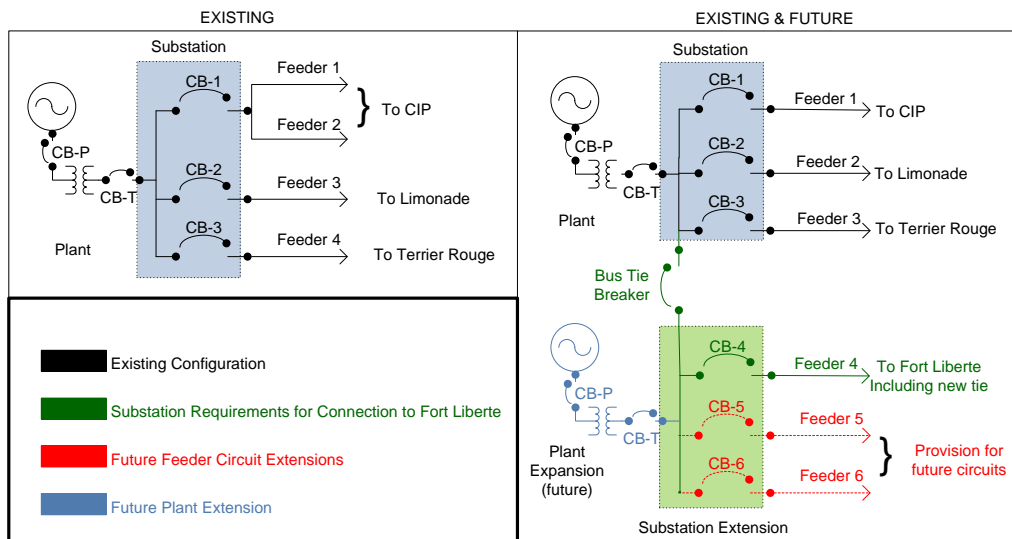 EXISTING
Substation
CB-1
Feeder 1
To CIP
Feeder 2
CB-P
CB-T
CB-2
Feeder 3
To Limonade
CB-3
Feeder 4
To Terrier Rouge
Plant
Existing Configuration
Substation Requirements for Connection to Fort Liberte
Future Feeder Circuit Extensions
Future Plant Extension
EXISTING & FUTURE
Substation
CB-1
Feeder 1
To CIP
CB-P
CB-T
CB-2
Feeder 2
To Limonade
CB-3
Feeder 3
To Terrier Rouge
Plant
Bus Tie
Breaker
CB-4
Feeder 4
To Fort Liberte
Including new tie
CB-P
CB-T
CB-5
Feeder 5
CB-6
Feeder 6
Provision for
future circuits
Plant
Expansion
(future)
Substation Extension